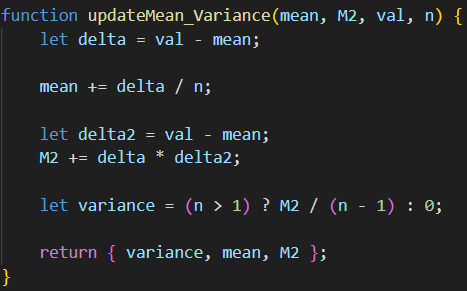 function updateMean_Variance(mean, M2, val, n) {
    let delta = val - mean;
    mean += delta / n;
    let delta2 = val - mean;
    M2 += delta * delta2;
    let variance = (n > 1) ? M2 / (n - 1) : 0;
    return { variance, mean, M2 };
}